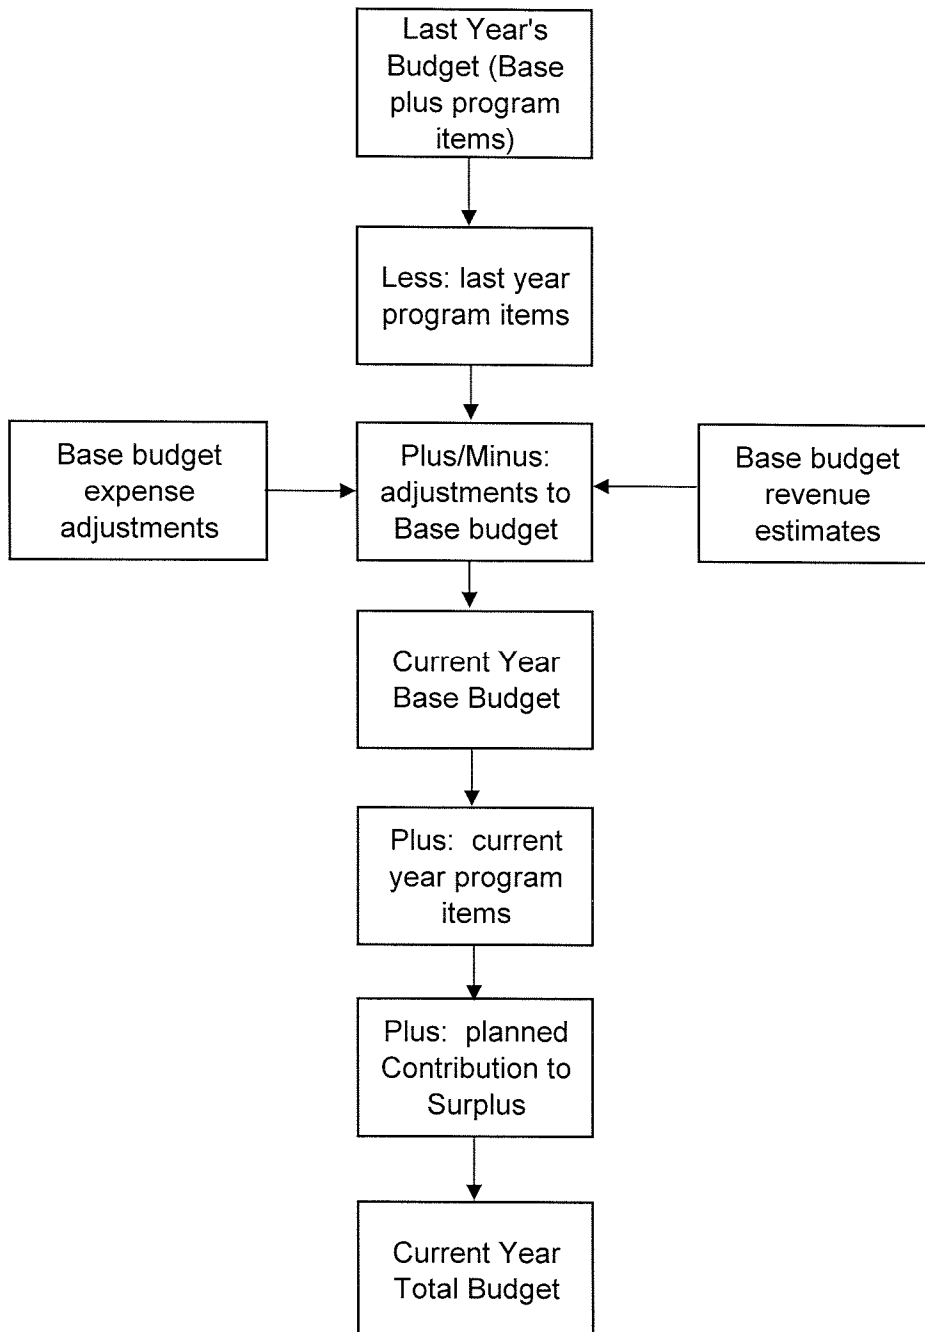 Last Year's
Budget (Base
plus program
items)
Less: last year
program items
Base budget
expense
adjustments
Plus/Minus:
adjustments to
Base budget
Base budget
revenue
estimates
Current Year
Base Budget
Plus:  current
year program
items
Plus:  planned
Contribution to
Surplus
Current Year
Total Budget